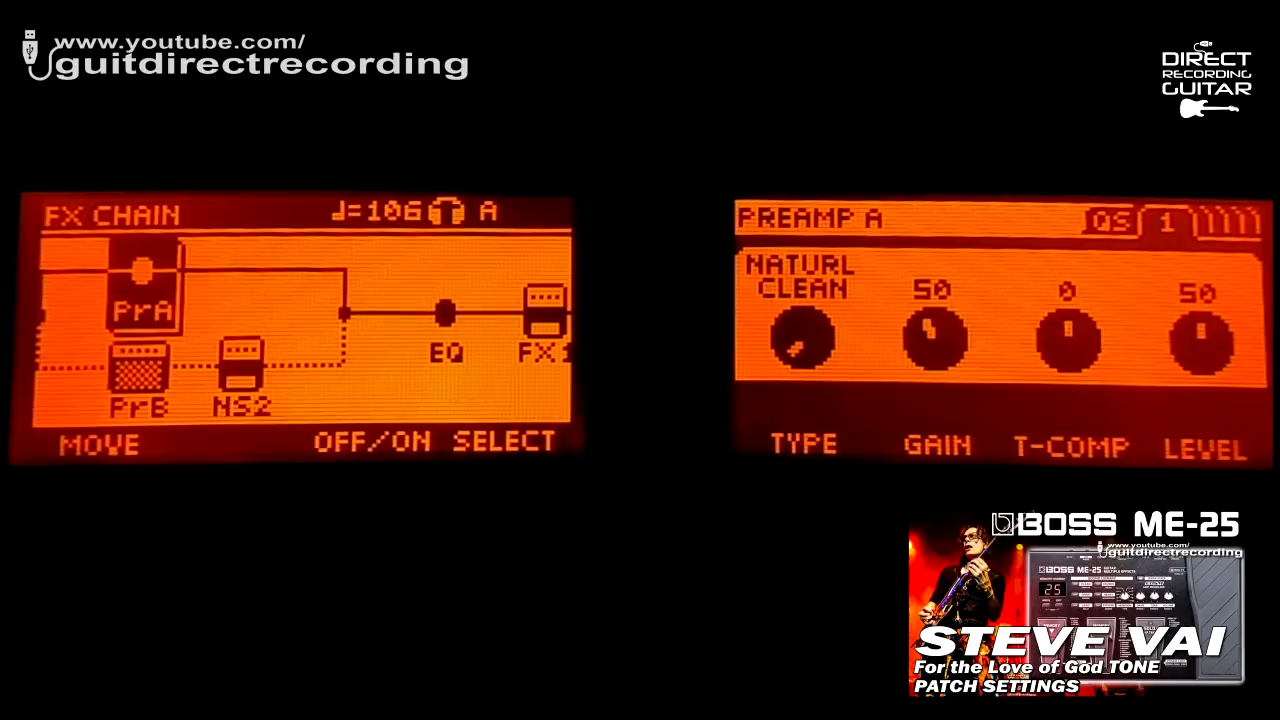 www.youtube.com/
guitdirectrecording
DIRECT
RECORDING
GUITAR
FX CHAIN ♩=106 A
PrA
EQ FX1
PrB NS2
MOVE OFF/ON SELECT
PREAMP A QS 1
NATURL
CLEAN 50 0 50
TYPE GAIN T-COMP LEVEL
BOSS ME-25
www.youtube.com/
guitdirectrecording
BOSS ME-25
25
STEVE VAI
For the Love of God TONE
PATCH SETTINGS